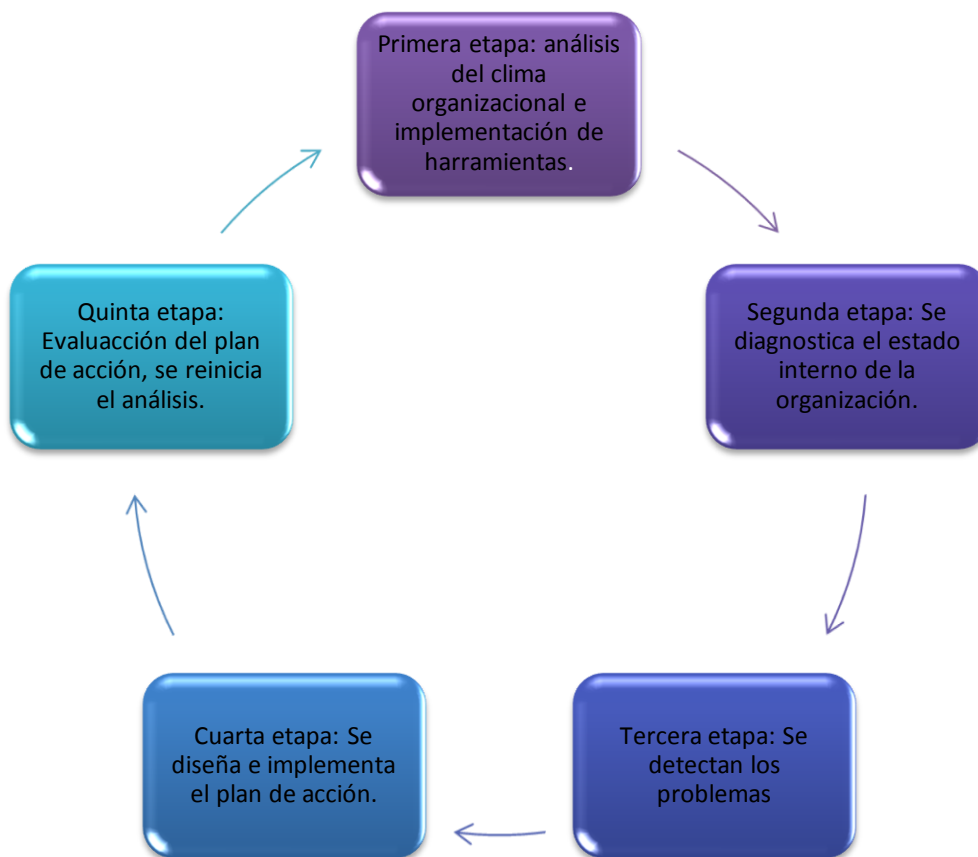 Primera etapa: análisis
del clima
organizacional e
implementación de
harramientas.
Segunda etapa: Se
diagnostica el estado
interno de la
organización.
Tercera etapa: Se
detectan los
problemas
Cuarta etapa: Se
diseña e implementa
el plan de acción.
Quinta etapa:
Evaluacción del plan
de acción, se reinicia
el análisis.